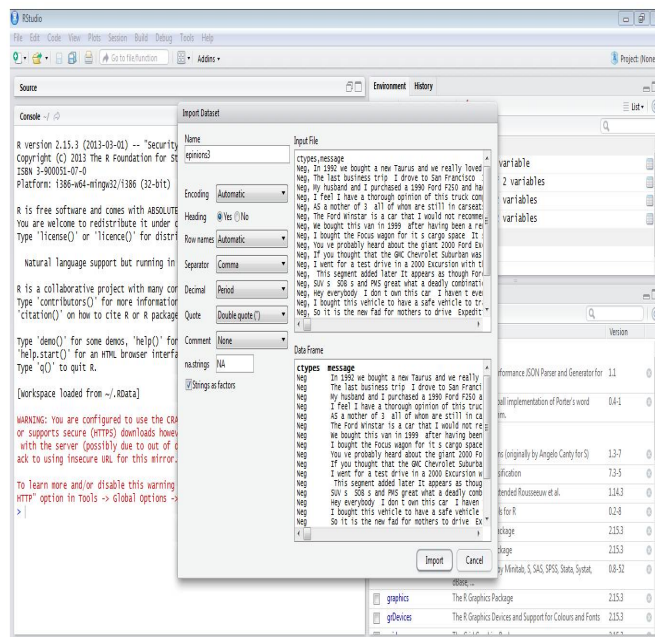 RStudio
File Edit Code View Plots Session Build Debug Tools Help
Go to file/function Addins
Project: (None
Source
Console ~/
R version 2.15.3 (2013-03-01) -- "Security
Copyright (C) 2013 The R Foundation for St
ISBN 3-900051-07-0
Platform: i386-w64-mingw32/i386 (32-bit)
R is free software and comes with ABSOLUTE
You are welcome to redistribute it under c
Type 'license()' or 'licence()' for distri
Natural language support but running in
R is a collaborative project with many con
Type 'contributors()' for more information
'citation()' on how to cite R or R package
Type 'demo()' for some demos, 'help()' for
'help.start()' for an HTML browser interfa
Type 'q()' to quit R.
[Workspace loaded from ~/.RData]
WARNING: You are configured to use the CRA
or supports secure (HTTPS) downloads howev
with the server (possibly due to out of d
ack to using insecure URL for this mirror.
To learn more and/or disable this warning
HTTP" option in Tools -> Global Options ->
>
Import Dataset
Name
epinions3
Encoding Automatic
Heading Yes No
Row names Automatic
Separator Comma
Decimal Period
Quote Double quote (")
Comment None
na.strings NA
Strings as factors
Input File
ctypes,message
Neg, In 1992 we bought a new Taurus and we really loved
Neg, The last business trip I drove to San Francisco
Neg, My husband and I purchased a 1990 Ford F250 and ha
Neg, I feel I have a thorough opinion of this truck com
Neg, AS a mother of 3 all of whom are still in carseat
Neg, The Ford Winstar is a car that I would not recomme
Neg, We bought this van in 1999 after having been a re
Neg, I bought the Focus wagon for it s cargo space It
Neg, You ve probably heard about the giant 2000 Ford Ex
Neg, If you thought that the GMC Chevrolet Suburban was
Neg, I went for a test drive in a 2000 Excursion with t
Neg, This segment added later It appears as though For
Neg, SUV s SOB s and PMS great what a deadly combinati
Neg, Hey everybody I don t own this car I haven t eve
Neg, I bought this vehicle to have a safe vehicle to tr
Neg, So it is the new fad for mothers to drive Expedit
Data Frame
ctypes message
Neg In 1992 we bought a new Taurus and we really
Neg The last business trip I drove to San Franci
Neg My husband and I purchased a 1990 Ford F250 a
Neg I feel I have a thorough opinion of this truc
Neg AS a mother of 3 all of whom are still in ca
Neg The Ford Winstar is a car that I would not re
Neg We bought this van in 1999 after having been
Neg I bought the Focus wagon for it s cargo space
Neg You ve probably heard about the giant 2000 Fo
Neg If you thought that the GMC Chevrolet Suburba
Neg I went for a test drive in a 2000 Excursion w
Neg This segment added later It appears as thoug
Neg SUV s SOB s and PMS great what a deadly comb
Neg Hey everybody I don t own this car I haven
Neg I bought this vehicle to have a safe vehicle
Neg So it is the new fad for mothers to drive Ex
Import Cancel
Environment History
List
variable
2 variables
variables
variables
Version
formance JSON Parser and Generator for 1.1
all implementation of Porter's word 0.4-1
m.
ns (originally by Angelo Canty for S) 1.3-7
sification 7.3-5
tended Rousseeuw et al. 1.14.3
ls for R 0.2-8
ackage 2.15.3
ckage 2.15.3
by Minitab, S, SAS, SPSS, Stata, Systat, 0.8-52
dBase, ...
graphics The R Graphics Package 2.15.3
grDevices The R Graphics Devices and Support for Colours and Fonts 2.15.3